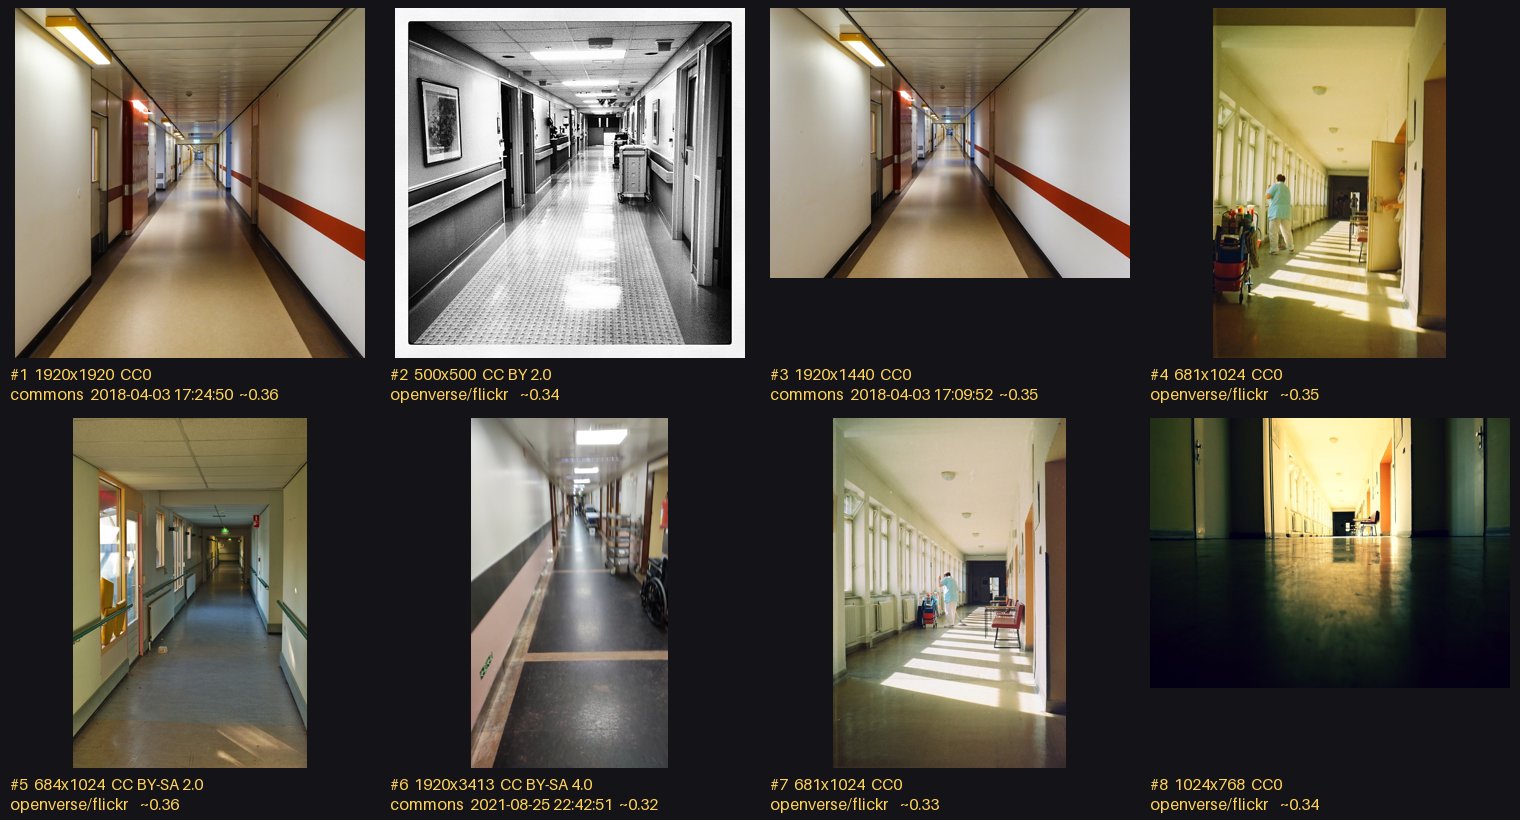 #1 1920x1920 CC0
commons 2018-04-03 17:24:50 ~0.36
#2 500x500 CC BY 2.0
openverse/flickr ~0.34
#3 1920x1440 CC0
commons 2018-04-03 17:09:52 ~0.35
#4 681x1024 CC0
openverse/flickr ~0.35
#5 684x1024 CC BY-SA 2.0
openverse/flickr ~0.36
#6 1920x3413 CC BY-SA 4.0
commons 2021-08-25 22:42:51 ~0.32
#7 681x1024 CC0
openverse/flickr ~0.33
#8 1024x768 CC0
openverse/flickr ~0.34